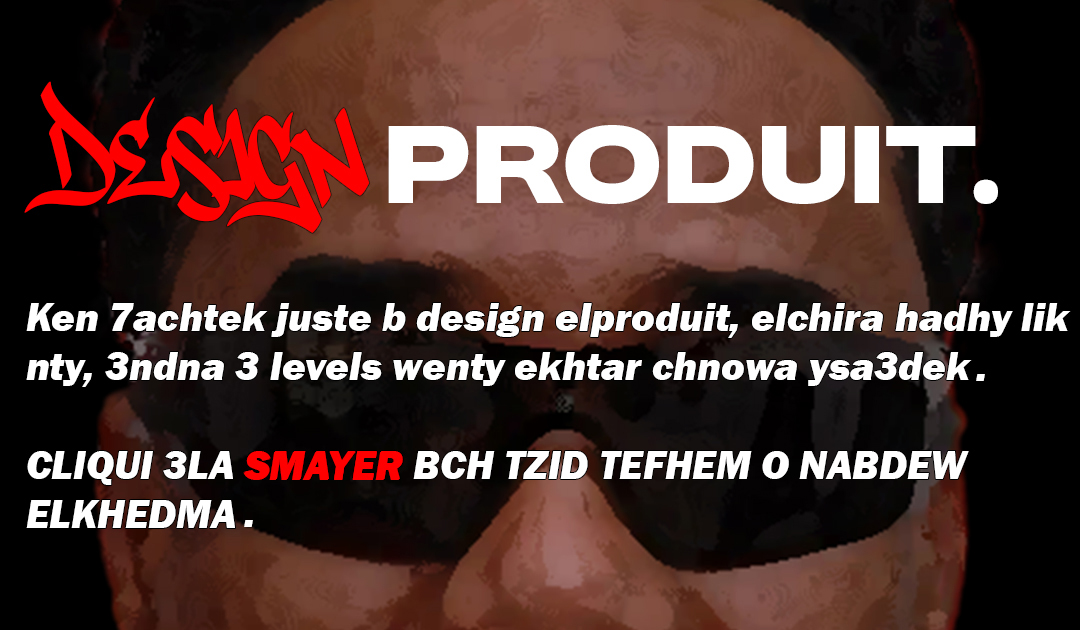 DESIGN PRODUIT.
Ken 7achtek juste b design elproduit, elchira hadhy lik
nty, 3ndna 3 levels wenty ekhtar chnowa ysa3dek.
CLIQUI 3LA SMAYER BCH TZID TEFHEM O NABDEW
ELKHEDMA.